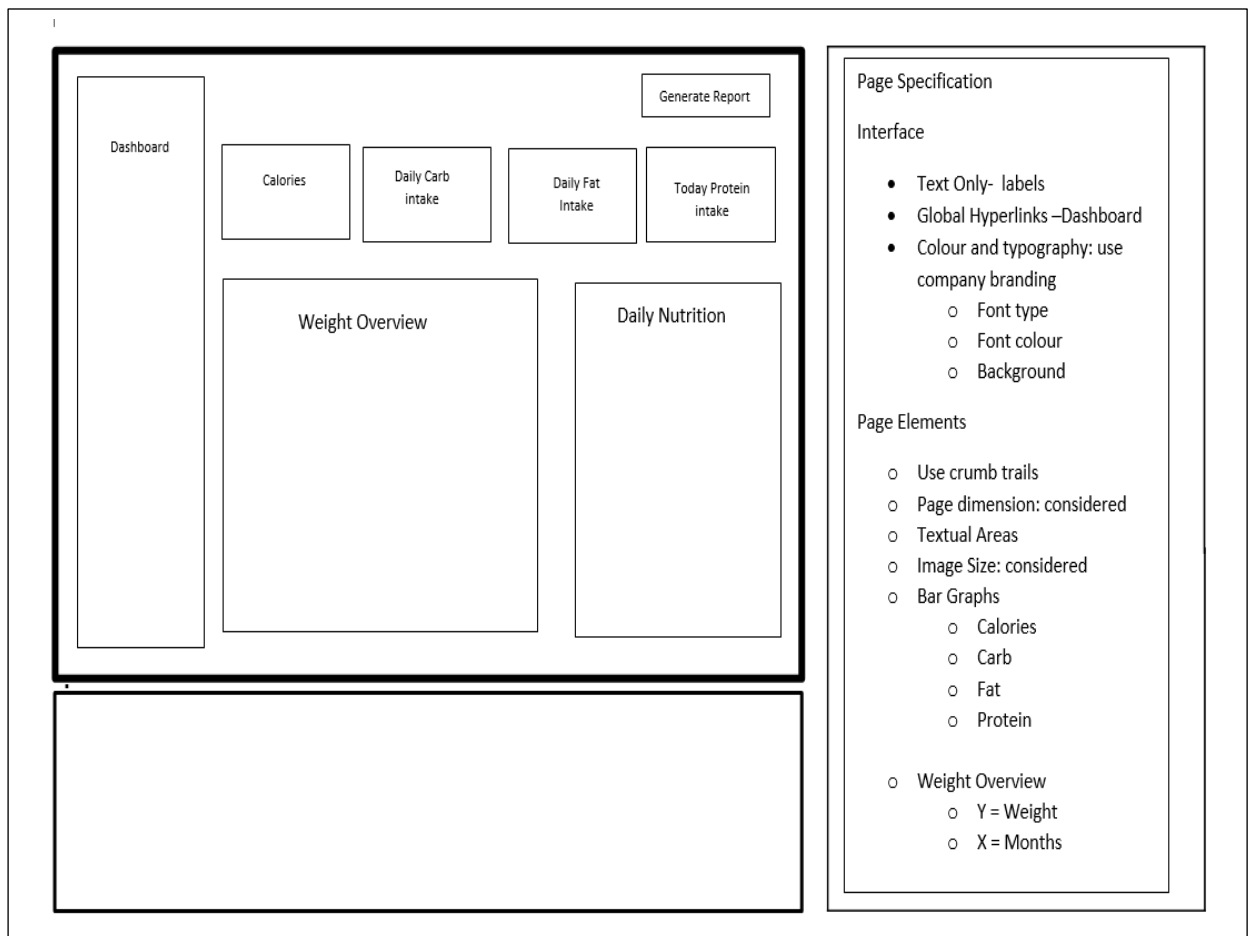 Generate Report
Dashboard
Calories
Daily Carb
intake
Daily Fat
Intake
Today Protein
intake
Weight Overview
Daily Nutrition
Page Specification
Interface
• Text Only- labels
• Global Hyperlinks –Dashboard
• Colour and typography: use
company branding
o Font type
o Font colour
o Background
Page Elements
o Use crumb trails
o Page dimension: considered
o Textual Areas
o Image Size: considered
o Bar Graphs
o Calories
o Carb
o Fat
o Protein
o Weight Overview
o Y = Weight
o X = Months